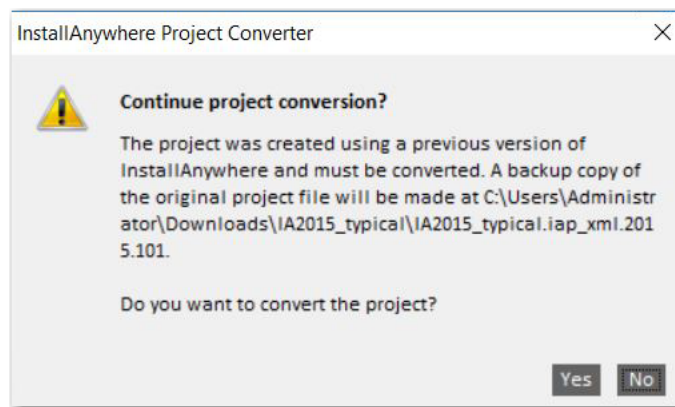 InstallAnywhere Project Converter
Continue project conversion?
The project was created using a previous version of
InstallAnywhere and must be converted. A backup copy of
the original project file will be made at C:\Users\Administr
ator\Downloads\IA2015_typical\IA2015_typical.iap_xml.201
5.101.
Do you want to convert the project?
Yes No